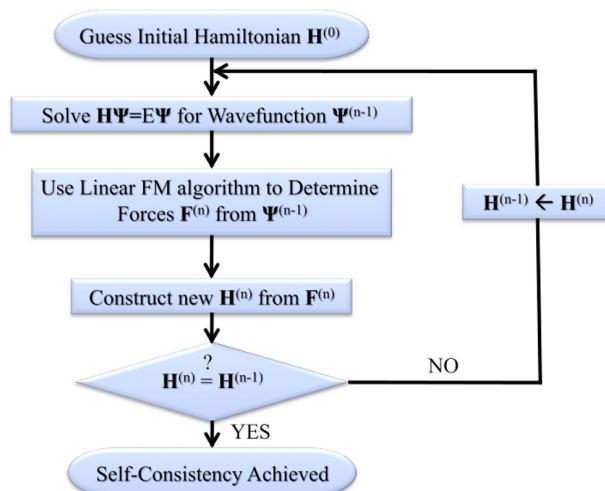 Guess Initial Hamiltonian H⁽⁰⁾
Solve HΨ=EΨ for Wavefunction Ψ⁽ⁿ⁻¹⁾
Use Linear FM algorithm to Determine
Forces F⁽ⁿ⁾ from Ψ⁽ⁿ⁻¹⁾
H⁽ⁿ⁻¹⁾ ← H⁽ⁿ⁾
Construct new H⁽ⁿ⁾ from F⁽ⁿ⁾
?
H⁽ⁿ⁾ = H⁽ⁿ⁻¹⁾
NO
YES
Self-Consistency Achieved